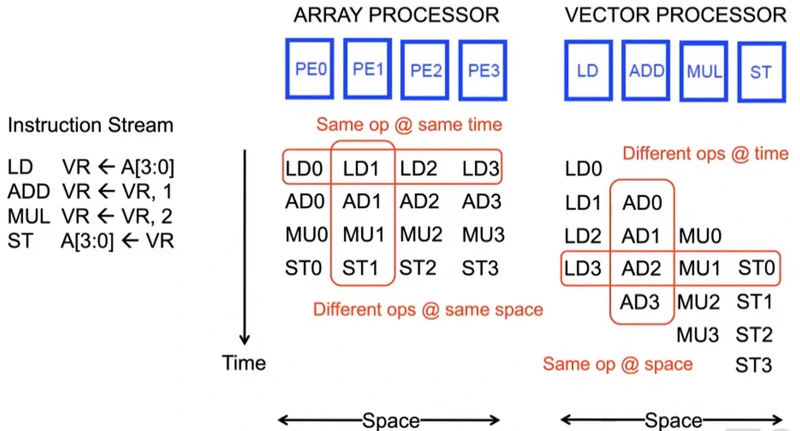 ARRAY PROCESSOR
VECTOR PROCESSOR
PE0 PE1 PE2 PE3
LD ADD MUL ST
Instruction Stream
LD VR ← A[3:0]
ADD VR ← VR, 1
MUL VR ← VR, 2
ST A[3:0] ← VR
Same op @ same time
LD0 LD1 LD2 LD3
AD0 AD1 AD2 AD3
MU0 MU1 MU2 MU3
ST0 ST1 ST2 ST3
Different ops @ same space
Time
Space
Different ops @ time
LD0
LD1 AD0
LD2 AD1 MU0
LD3 AD2 MU1 ST0
AD3 MU2 ST1
MU3 ST2
Same op @ space
ST3
Space